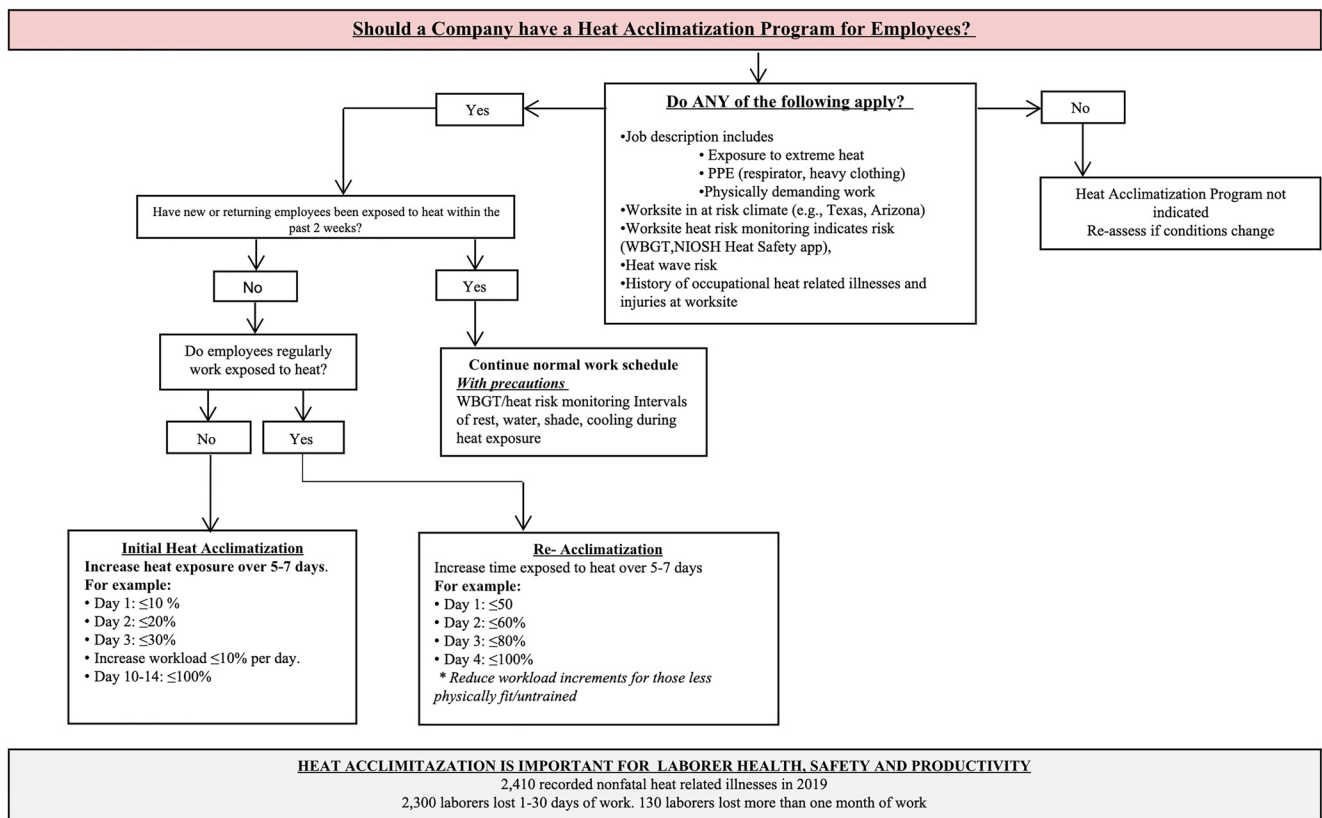 Should a Company have a Heat Acclimatization Program for Employees?
Do ANY of the following apply?
•Job description includes
• Exposure to extreme heat
• PPE (respirator, heavy clothing)
•Physically demanding work
•Worksite in at risk climate (e.g., Texas, Arizona)
•Worksite heat risk monitoring indicates risk
(WBGT,NIOSH Heat Safety app),
•Heat wave risk
•History of occupational heat related illnesses and
injuries at worksite
Yes
No
Heat Acclimatization Program not
indicated
Re-assess if conditions change
Have new or returning employees been exposed to heat within the
past 2 weeks?
No
Yes
Do employees regularly
work exposed to heat?
Continue normal work schedule
With precautions
WBGT/heat risk monitoring Intervals
of rest, water, shade, cooling during
heat exposure
No
Yes
Initial Heat Acclimatization
Increase heat exposure over 5-7 days.
For example:
• Day 1: ≤10 %
• Day 2: ≤20%
• Day 3: ≤30%
• Increase workload ≤10% per day.
• Day 10-14: ≤100%
Re- Acclimatization
Increase time exposed to heat over 5-7 days
For example:
• Day 1: ≤50
• Day 2: ≤60%
• Day 3: ≤80%
• Day 4: ≤100%
* Reduce workload increments for those less
physically fit/untrained
HEAT ACCLIMITAZATION IS IMPORTANT FOR LABORER HEALTH, SAFETY AND PRODUCTIVITY
2,410 recorded nonfatal heat related illnesses in 2019
2,300 laborers lost 1-30 days of work. 130 laborers lost more than one month of work